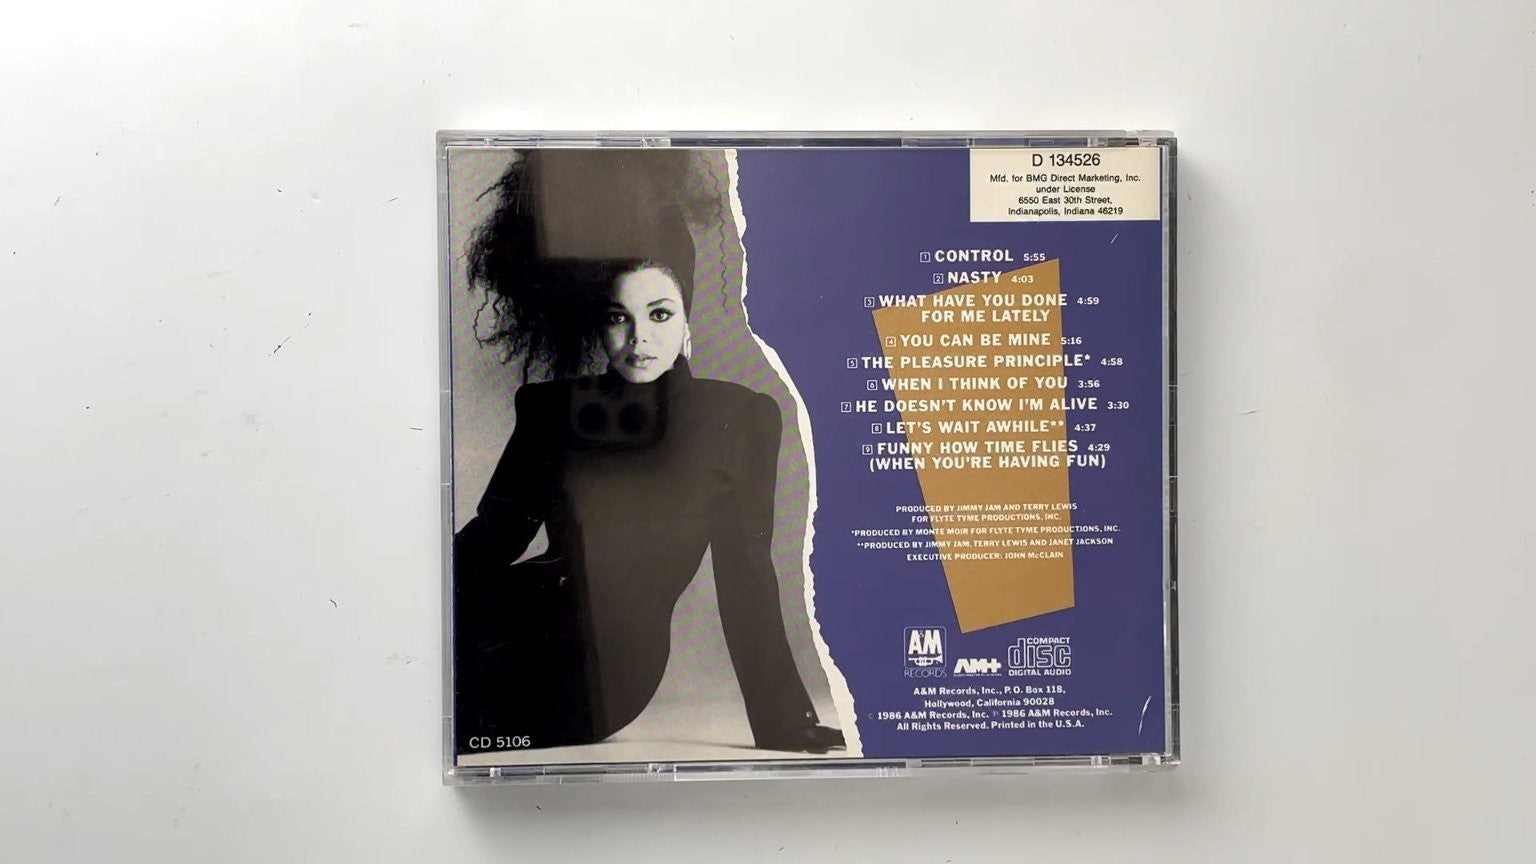 D 134526
Mfd. for BMG Direct Marketing, Inc.
under License
6550 East 30th Street,
Indianapolis, Indiana 46219
1 CONTROL 5:55
2 NASTY 4:03
3 WHAT HAVE YOU DONE 4:59
FOR ME LATELY
4 YOU CAN BE MINE 5:16
5 THE PLEASURE PRINCIPLE* 4:58
6 WHEN I THINK OF YOU 3:56
7 HE DOESN'T KNOW I'M ALIVE 3:30
8 LET'S WAIT AWHILE** 4:37
9 FUNNY HOW TIME FLIES 4:29
(WHEN YOU'RE HAVING FUN)
PRODUCED BY JIMMY JAM AND TERRY LEWIS
FOR FLYTE TYME PRODUCTIONS, INC.
*PRODUCED BY MONTE MOIR FOR FLYTE TYME PRODUCTIONS, INC.
**PRODUCED BY JIMMY JAM, TERRY LEWIS AND JANET JACKSON
EXECUTIVE PRODUCER: JOHN McCLAIN
A&M
RECORDS
AM+
COMPACT
disc
DIGITAL AUDIO
A&M Records, Inc., P.O. Box 118,
Hollywood, California 90028
© 1986 A&M Records, Inc. ℗ 1986 A&M Records, Inc.
All Rights Reserved. Printed in the U.S.A.
CD 5106